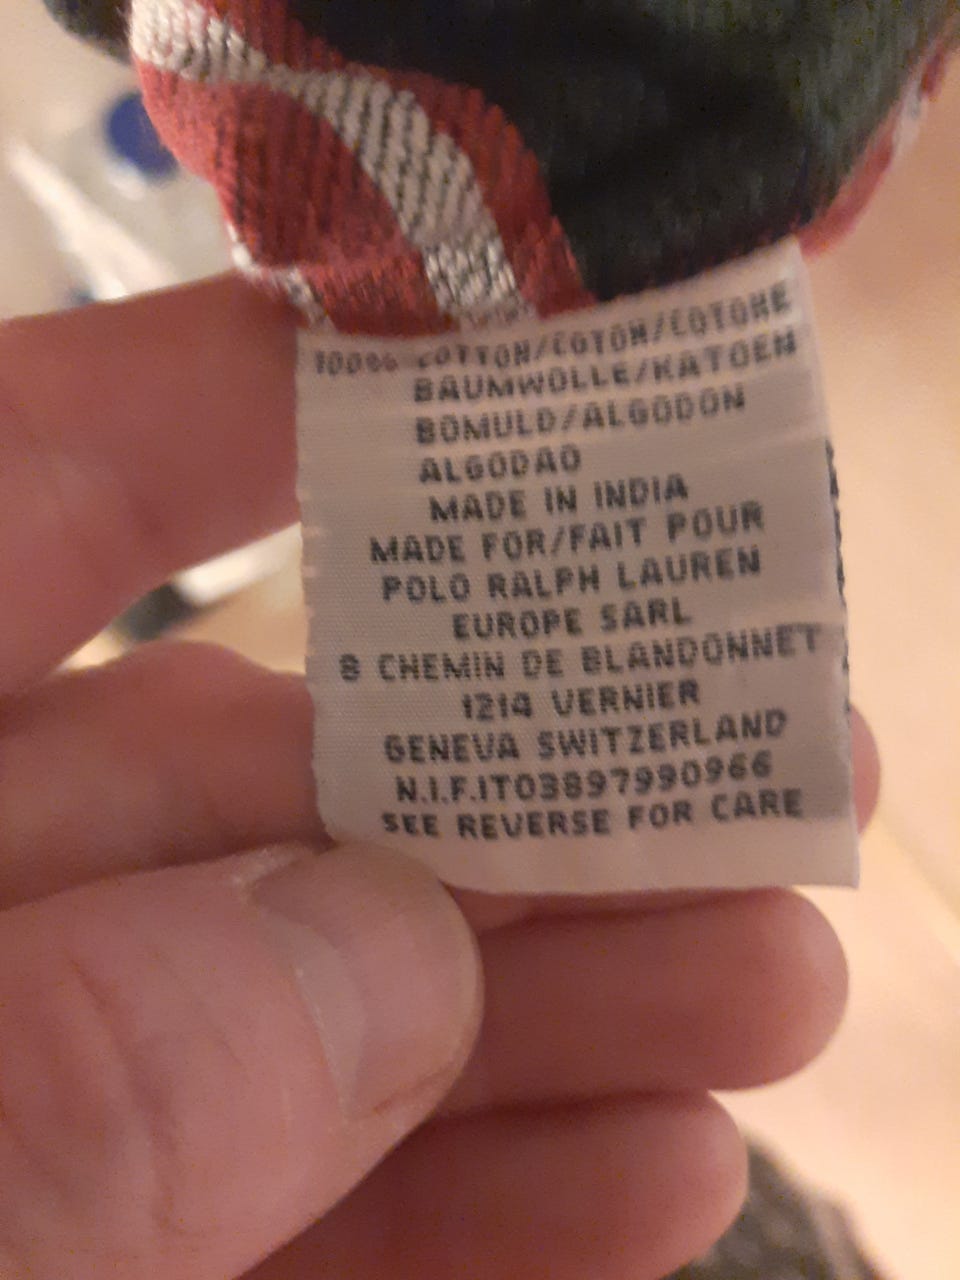 100% COTTON/COTON/COTONE
BAUMWOLLE/KATOEN
BOMULD/ALGODON
ALGODAO
MADE IN INDIA
MADE FOR/FAIT POUR
POLO RALPH LAUREN
EUROPE SARL
8 CHEMIN DE BLANDONNET
1214 VERNIER
GENEVA SWITZERLAND
N.I.F.IT03897990966
SEE REVERSE FOR CARE